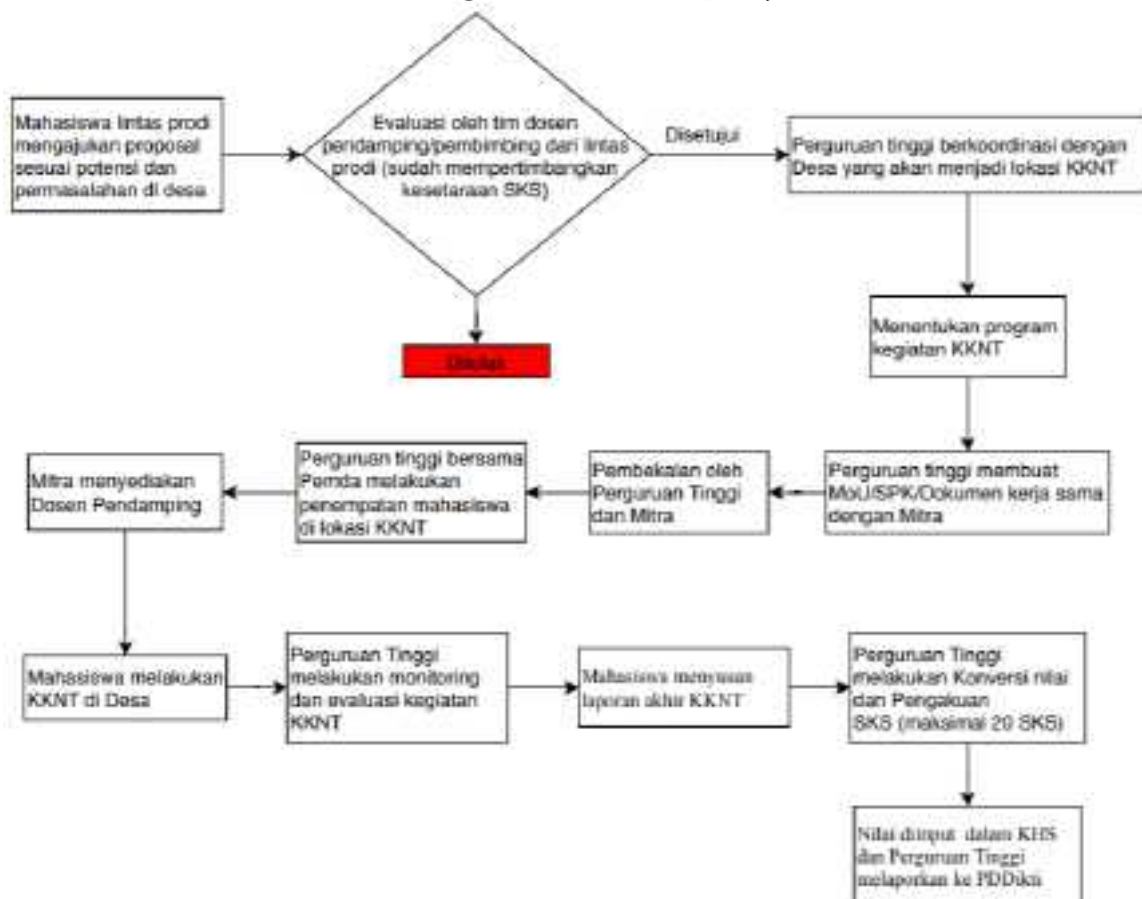 Mahasiswa lintas prodi
mengajukan proposal
sesuai potensi dan
permasalahan di desa
Evaluasi oleh tim dosen
pendamping/pembimbing dari lintas
prodi (sudah mempertimbangkan
kesetaraan SKS)
Disetujui
Perguruan tinggi berkoordinasi dengan
Desa yang akan menjadi lokasi KKNT
Ditolak
Menentukan program
kegiatan KKNT
Perguruan tinggi membuat
MoU/SPK/Dokumen kerja sama
dengan Mitra
Pembekalan oleh
Perguruan Tinggi
dan Mitra
Perguruan tinggi bersama
Pemda melakukan
penempatan mahasiswa
di lokasi KKNT
Mitra menyediakan
Dosen Pendamping
Mahasiswa melakukan
KKNT di Desa
Perguruan Tinggi
melakukan monitoring
dan evaluasi kegiatan
KKNT
Mahasiswa menyusun
laporan akhir KKNT
Perguruan Tinggi
melakukan Konversi nilai
dan Pengakuan
SKS (maksimal 20 SKS)
Nilai diinput dalam KHS
dan Perguruan Tinggi
melaporkan ke PDDikti